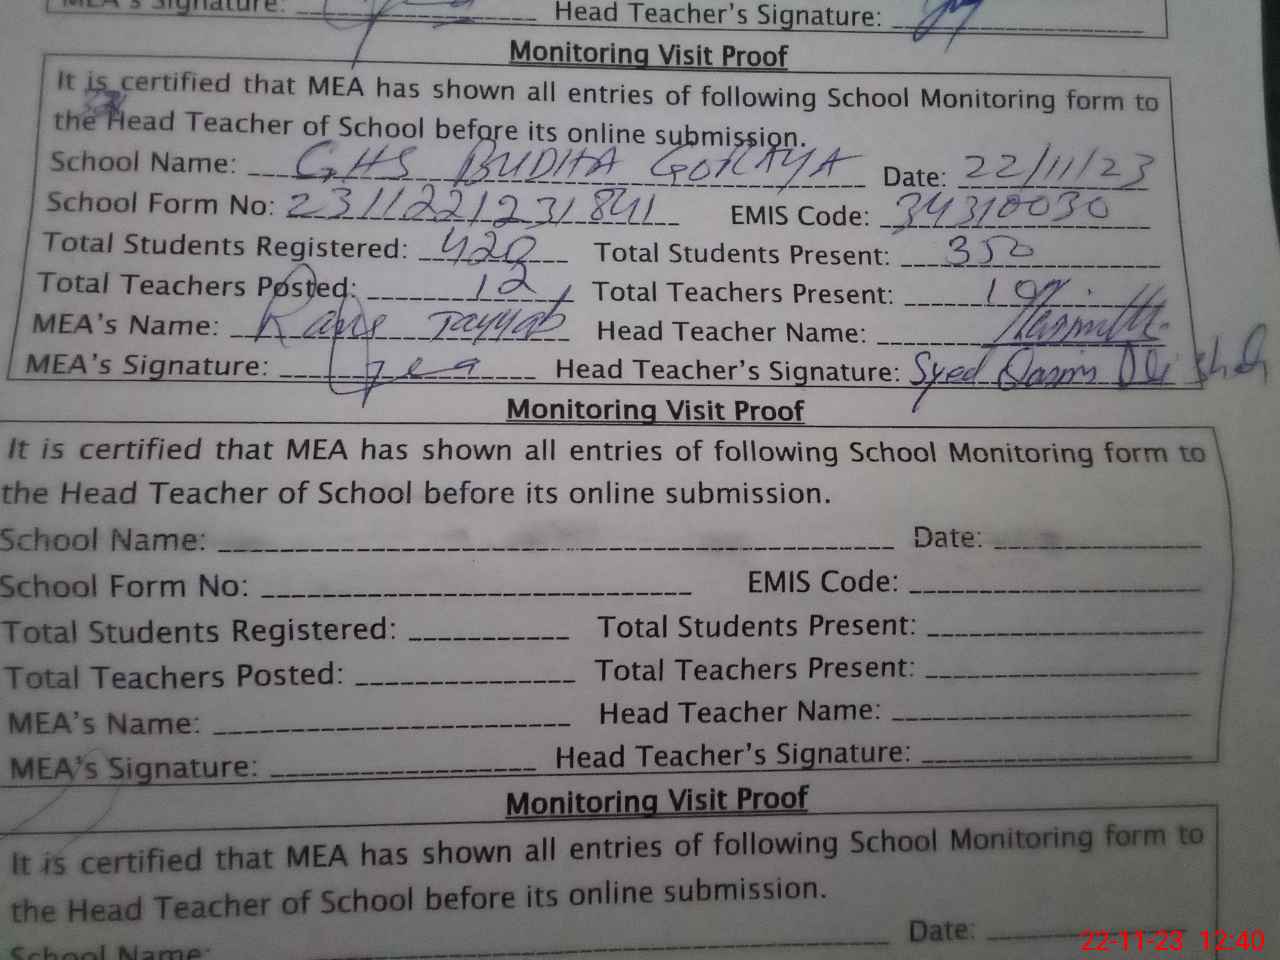 MEA's Signature: Head Teacher's Signature:
Monitoring Visit Proof
It is certified that MEA has shown all entries of following School Monitoring form to
the Head Teacher of School before its online submission.
School Name: GHS BUDHA GORAYA Date: 22/11/23
School Form No: 231122121231841 EMIS Code: 34310030
Total Students Registered: 420 Total Students Present: 350
Total Teachers Posted: 12 Total Teachers Present:
MEA's Name: Tayyab Head Teacher Name:
MEA's Signature: Head Teacher's Signature: Syed
Monitoring Visit Proof
It is certified that MEA has shown all entries of following School Monitoring form to
the Head Teacher of School before its online submission.
School Name: Date:
School Form No: EMIS Code:
Total Students Registered: Total Students Present:
Total Teachers Posted: Total Teachers Present:
MEA's Name: Head Teacher Name:
MEA's Signature: Head Teacher's Signature:
Monitoring Visit Proof
It is certified that MEA has shown all entries of following School Monitoring form to
the Head Teacher of School before its online submission.
School Name: Date:
22-11-23 12:40